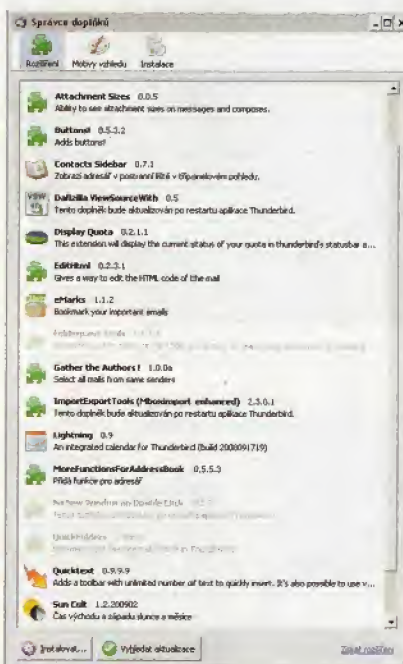 Správce doplňků
Rozšíření Motivy vzhledu Instalace
Attachment Sizes 0.0.5
Ability to see attachment sizes on messages and composes.
Buttons! 0.5.3.2
Adds buttons!
Contacts Sidebar 0.7.1
Zobrazí adresář v postranní liště v třípanelovém pohledu.
Dafizilla ViewSourceWith 0.5
Tento doplněk bude aktualizován po restartu aplikace Thunderbird.
Display Quota 0.2.1.1
This extension will display the current status of your quota in thunderbird's statusbar a...
EditHtml 0.2.3.1
Gives a way to edit the HTML code of the mail
eMarks 1.1.2
Bookmark your important emails
Gather the Authors! 1.0.0a
Select all mails from same senders
ImportExportTools (Mboximport enhanced) 2.3.0.1
Tento doplněk bude aktualizován po restartu aplikace Thunderbird.
Lightning 0.9
An integrated calendar for Thunderbird (build 2008091719)
MoreFunctionsForAddressBook 0.5.5.3
Přidá funkce pro adresář
Quicktext 0.9.9.9
Adds a toolbar with unlimited number of text to quickly insert. It's also possible to use v...
Sun Cult 1.2.200902
Čas východu a západu slunce a měsíce
Instalovat... Vyhledat aktualizace Získat rozšíření